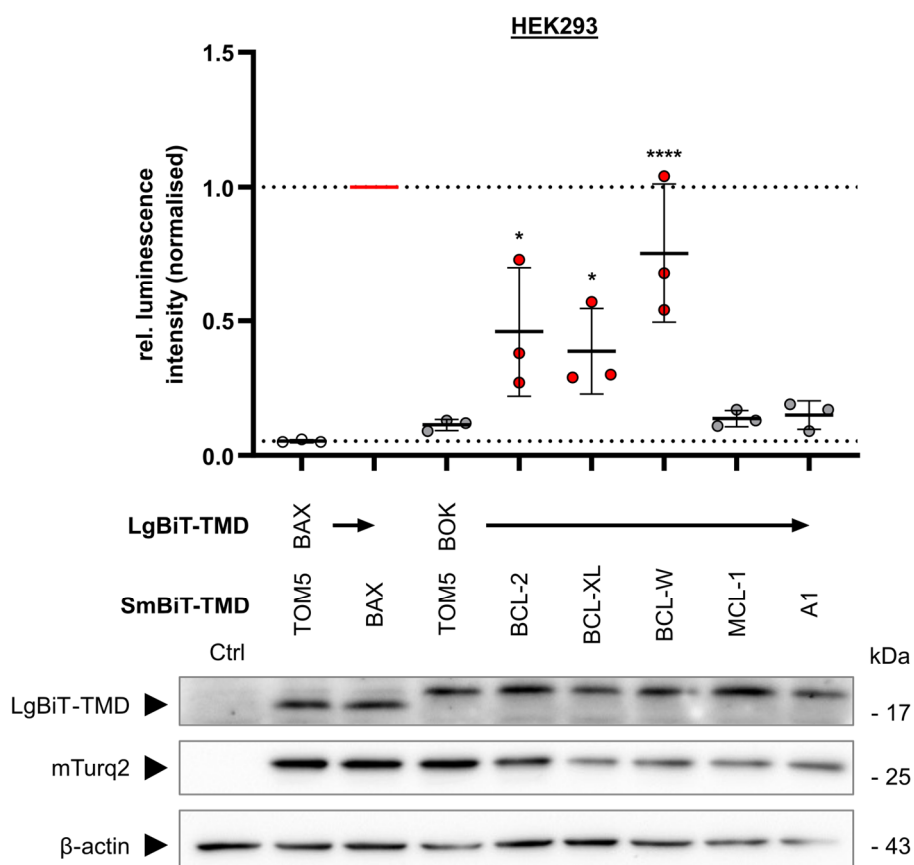 HEK293
rel. luminescence
intensity (normalised)
1.5
1.0
0.5
0.0
*
*
****
LgBiT-TMD
BAX
BOK
SmBiT-TMD
TOM5
BAX
TOM5
BCL-2
BCL-XL
BCL-W
MCL-1
A1
Ctrl
kDa
LgBiT-TMD
- 17
mTurq2
- 25
β-actin
- 43